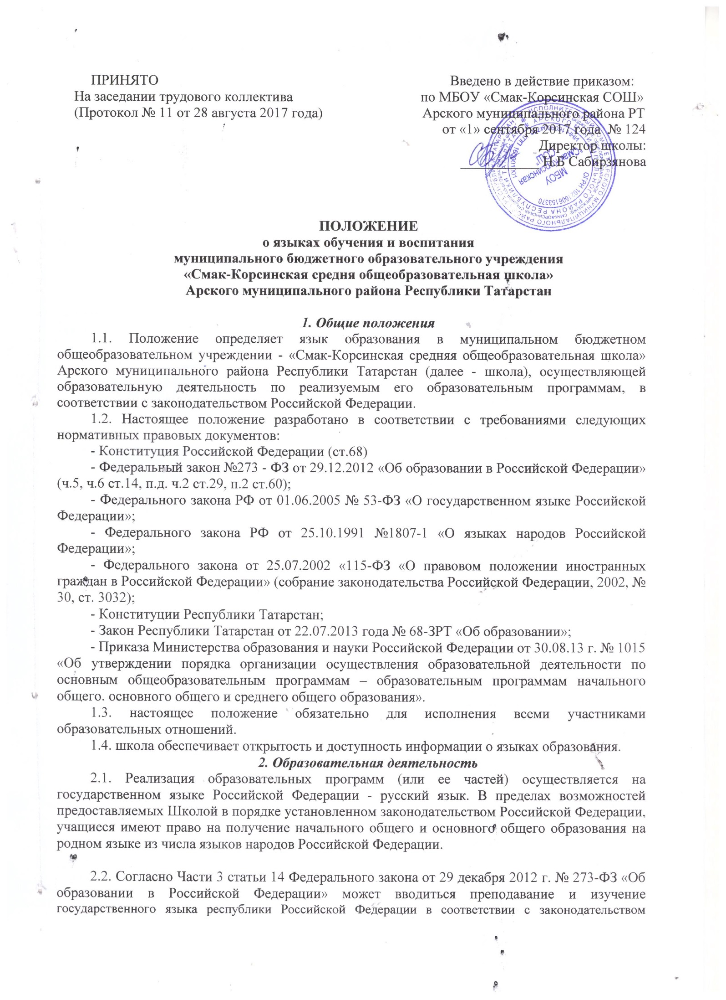 ПРИНЯТО
На заседании трудового коллектива
(Протокол № 11 от 28 августа 2017 года)
Введено в действие приказом:
по МБОУ «Смак-Корсинская СОШ»
Арского муниципального района РТ
от «1» сентября 2017 года № 124
Директор школы:
Н.Б Сабирзянова
МБОУ
"Смак-Корсинская
СОШ"
ОГРН 1021606153370
ПОЛОЖЕНИЕ
о языках обучения и воспитания
муниципального бюджетного образовательного учреждения
«Смак-Корсинская средня общеобразовательная школа»
Арского муниципального района Республики Татарстан
1. Общие положения
1.1. Положение определяет язык образования в муниципальном бюджетном
общеобразовательном учреждении - «Смак-Корсинская средняя общеобразовательная школа»
Арского муниципального района Республики Татарстан (далее - школа), осуществляющей
образовательную деятельность по реализуемым его образовательным программам, в
соответствии с законодательством Российской Федерации.
1.2. Настоящее положение разработано в соответствии с требованиями следующих
нормативных правовых документов:
- Конституция Российской Федерации (ст.68)
- Федеральный закон №273 - ФЗ от 29.12.2012 «Об образовании в Российской Федерации»
(ч.5, ч.6 ст.14, п.д. ч.2 ст.29, п.2 ст.60);
- Федерального закона РФ от 01.06.2005 № 53-ФЗ «О государственном языке Российской
Федерации»;
- Федерального закона РФ от 25.10.1991 №1807-1 «О языках народов Российской
Федерации»;
- Федерального закона от 25.07.2002 «115-ФЗ «О правовом положении иностранных
граждан в Российской Федерации» (собрание законодательства Российской Федерации, 2002, №
30, ст. 3032);
- Конституции Республики Татарстан;
- Закон Республики Татарстан от 22.07.2013 года № 68-ЗРТ «Об образовании»;
- Приказа Министерства образования и науки Российской Федерации от 30.08.13 г. № 1015
«Об утверждении порядка организации осуществления образовательной деятельности по
основным общеобразовательным программам – образовательным программам начального
общего. основного общего и среднего общего образования».
1.3. настоящее положение обязательно для исполнения всеми участниками
образовательных отношений.
1.4. школа обеспечивает открытость и доступность информации о языках образования.
2. Образовательная деятельность
2.1. Реализация образовательных программ (или ее частей) осуществляется на
государственном языке Российской Федерации - русский язык. В пределах возможностей
предоставляемых Школой в порядке установленном законодательством Российской Федерации,
учащиеся имеют право на получение начального общего и основного общего образования на
родном языке из числа языков народов Российской Федерации.
2.2. Согласно Части 3 статьи 14 Федерального закона от 29 декабря 2012 г. № 273-ФЗ «Об
образовании в Российской Федерации» может вводиться преподавание и изучение
государственного языка республики Российской Федерации в соответствии с законодательством